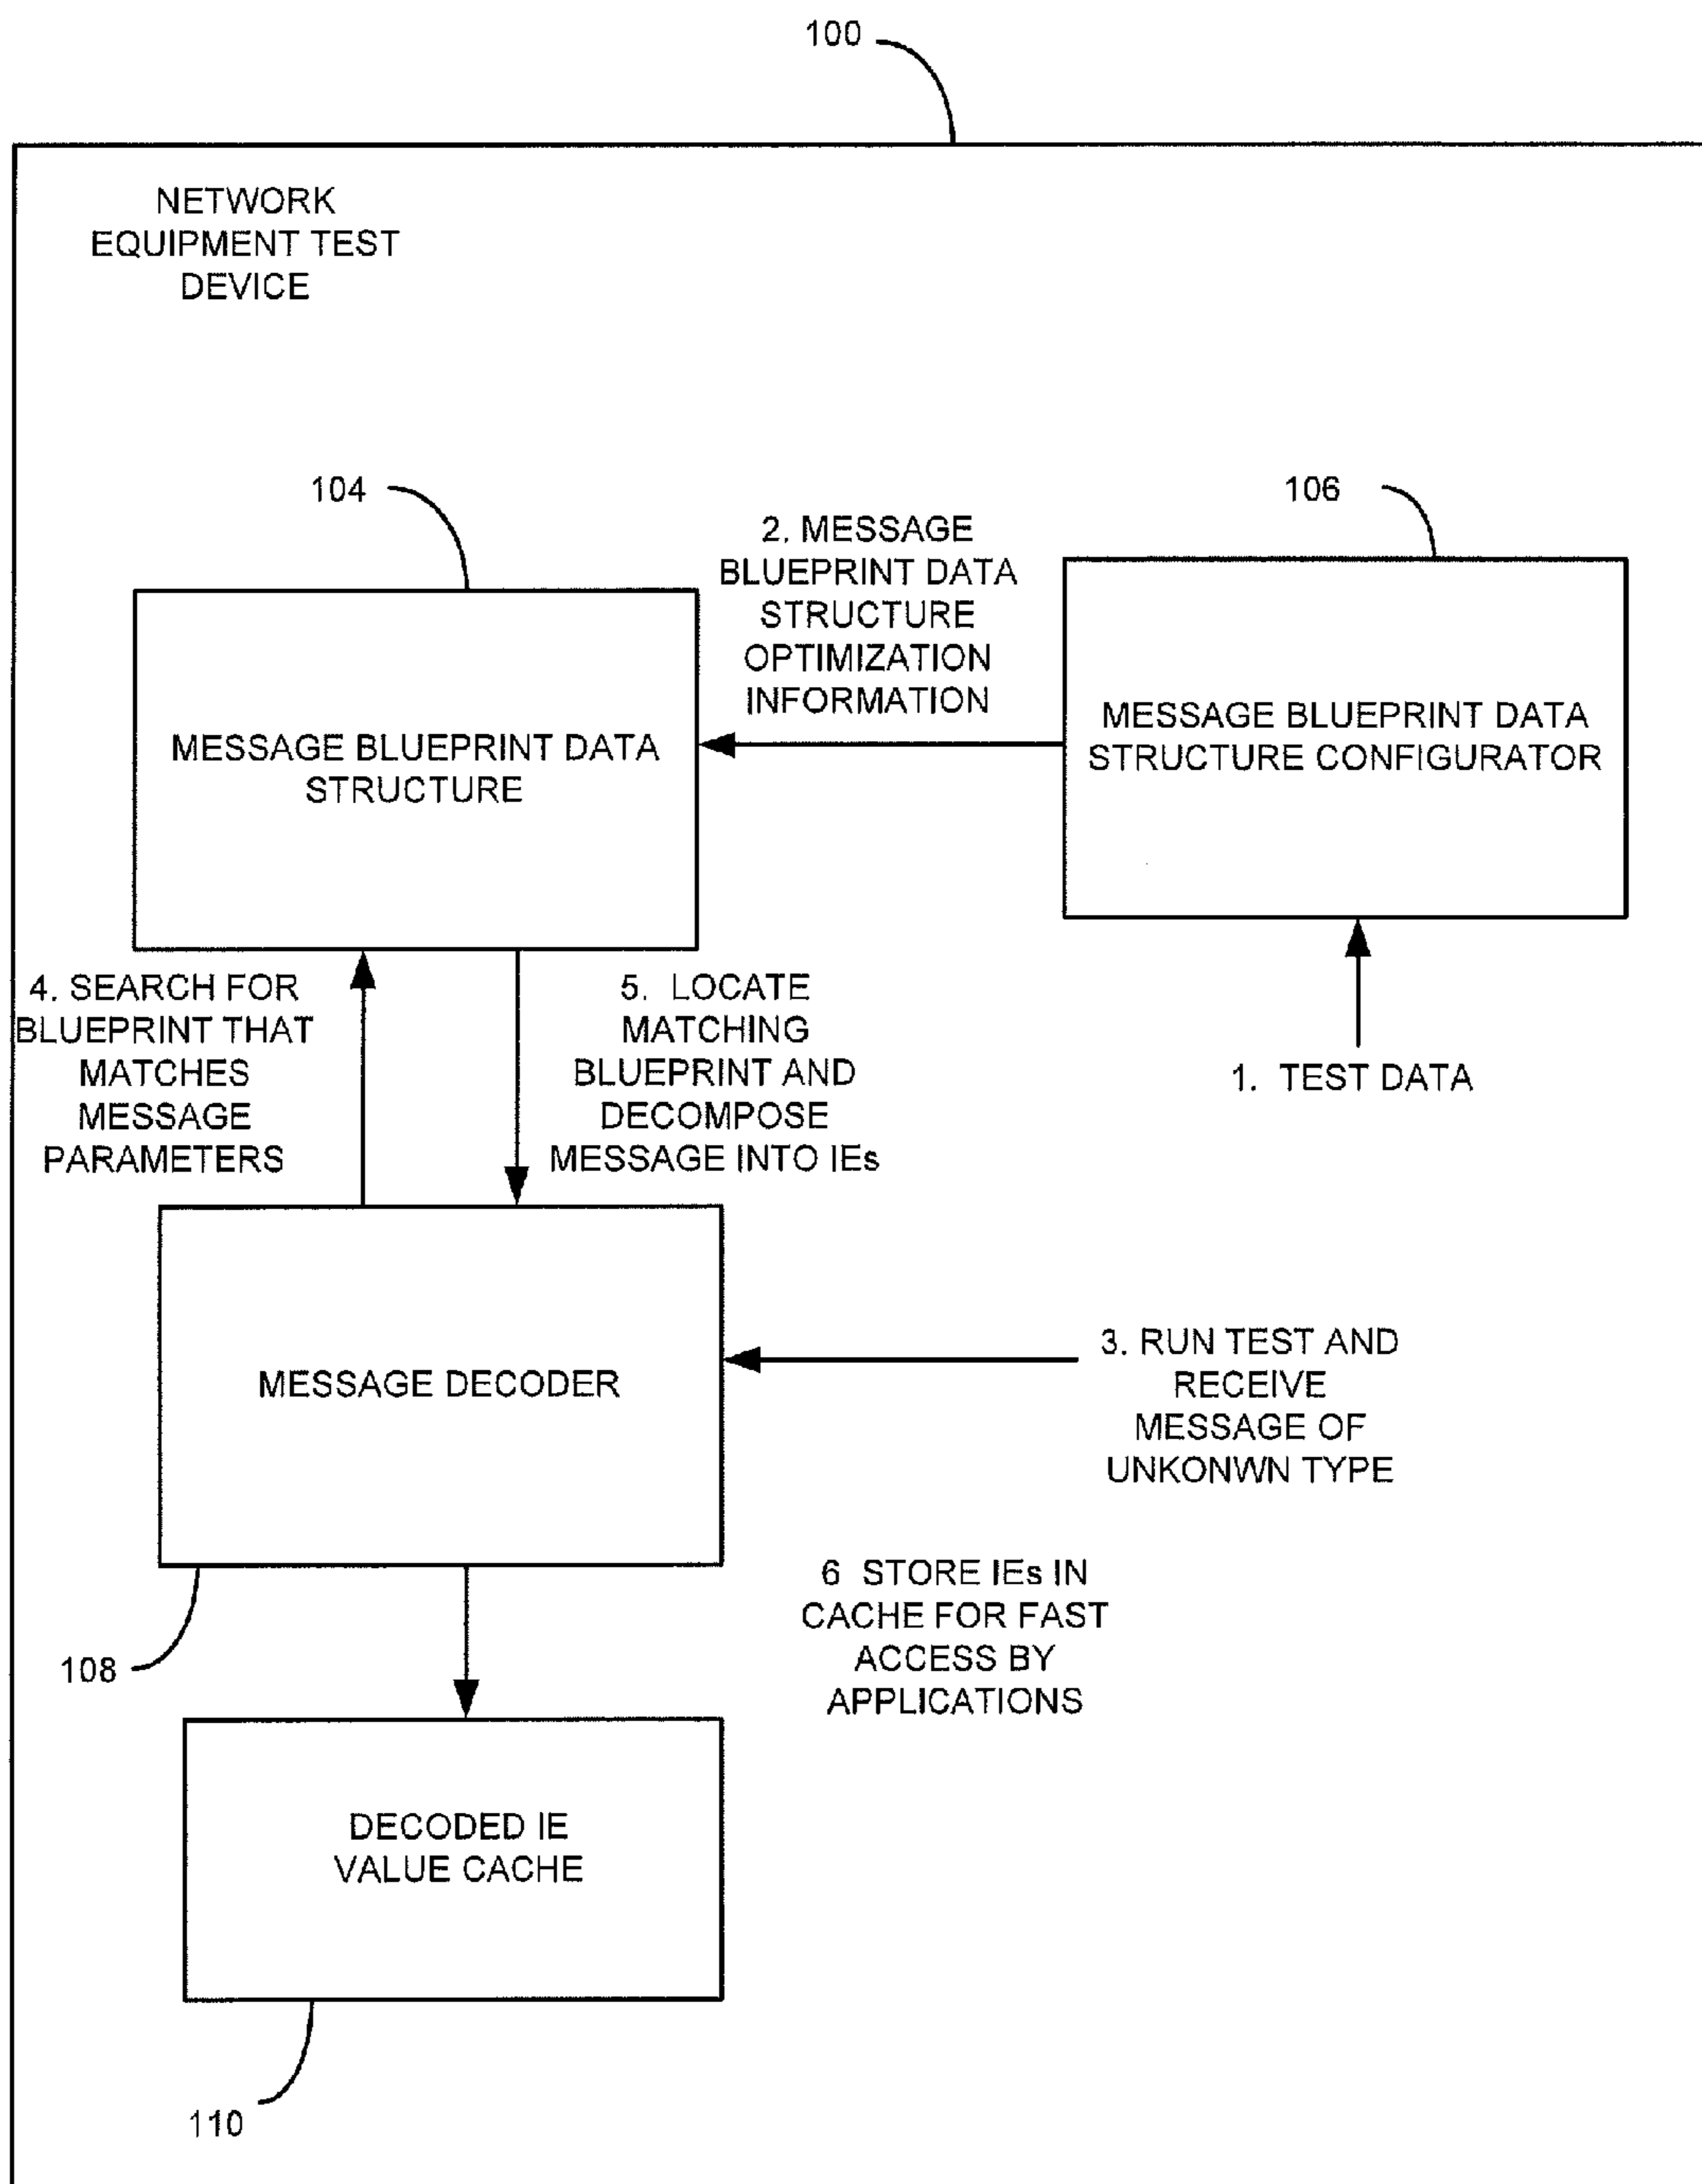 100
NETWORK
EQUIPMENT TEST
DEVICE
104
106
2. MESSAGE
BLUEPRINT DATA
STRUCTURE
OPTIMIZATION
INFORMATION
MESSAGE BLUEPRINT DATA
STRUCTURE
MESSAGE BLUEPRINT DATA
STRUCTURE CONFIGURATOR
4. SEARCH FOR
BLUEPRINT THAT
MATCHES
MESSAGE
PARAMETERS
5. LOCATE
MATCHING
BLUEPRINT AND
DECOMPOSE
MESSAGE INTO IEs
1. TEST DATA
MESSAGE DECODER
3. RUN TEST AND
RECEIVE
MESSAGE OF
UNKONWN TYPE
6 STORE IEs IN
CACHE FOR FAST
ACCESS BY
APPLICATIONS
108
DECODED IE
VALUE CACHE
110